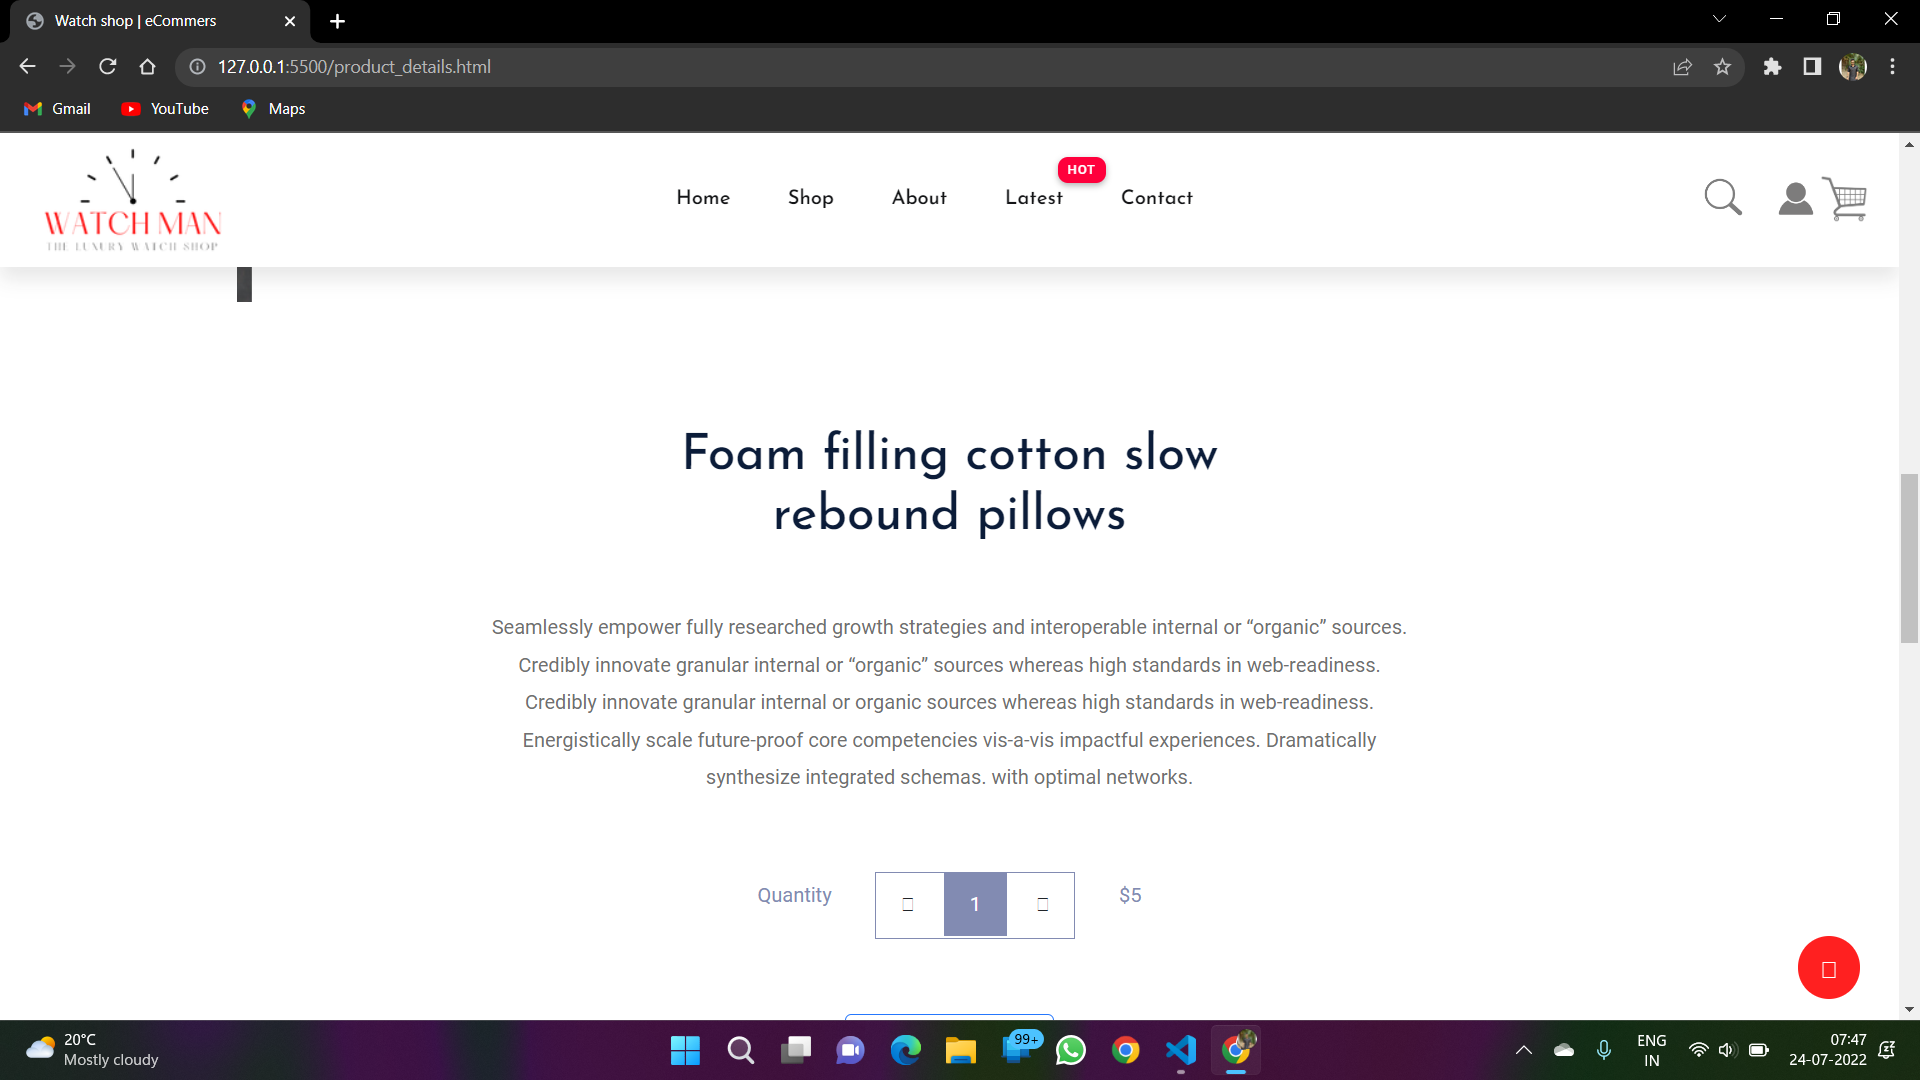 Watch shop | eCommers
127.0.0.1:5500/product_details.html
Gmail YouTube Maps
WATCH MAN
THE LUXURY WATCH SHOP
Home Shop About Latest HOT Contact
Foam filling cotton slow
rebound pillows
Seamlessly empower fully researched growth strategies and interoperable internal or “organic” sources.
Credibly innovate granular internal or “organic” sources whereas high standards in web-readiness.
Credibly innovate granular internal or organic sources whereas high standards in web-readiness.
Energistically scale future-proof core competencies vis-a-vis impactful experiences. Dramatically
synthesize integrated schemas. with optimal networks.
Quantity 1 $5
20°C
Mostly cloudy
99+
ENG
IN
07:47
24-07-2022